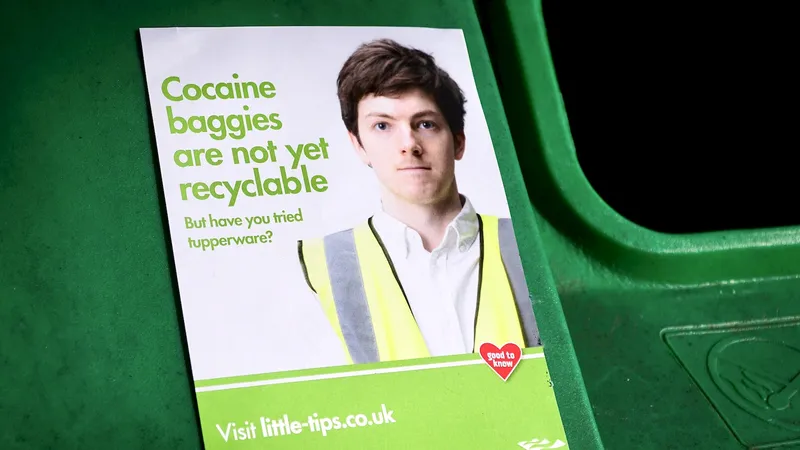 Cocaine
baggies
are not yet
recyclable
But have you tried
tupperware?
good to
know
Visit little-tips.co.uk